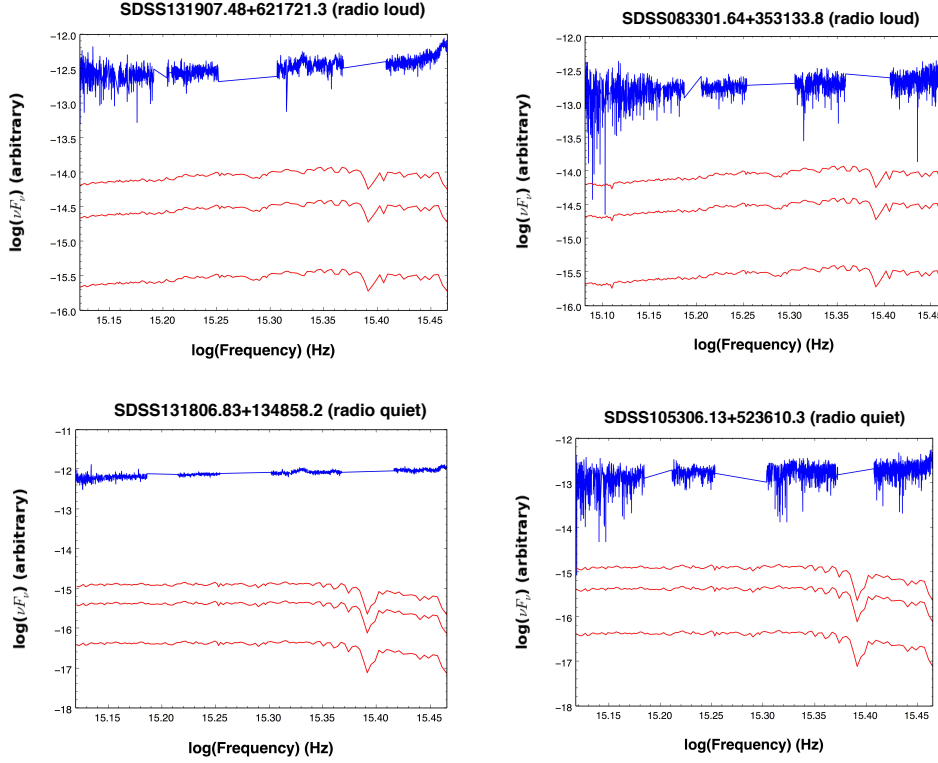 SDSS131907.48+621721.3 (radio loud)
-12.0
-12.5
-13.0
-13.5
-14.0
-14.5
-15.0
-15.5
-16.0
log(νFν) (arbitrary)
15.15 15.20 15.25 15.30 15.35 15.40 15.45
log(Frequency) (Hz)
SDSS083301.64+353133.8 (radio loud)
-12.0
-12.5
-13.0
-13.5
-14.0
-14.5
-15.0
-15.5
-16.0
log(νFν) (arbitrary)
15.10 15.15 15.20 15.25 15.30 15.35 15.40 15.45
log(Frequency) (Hz)
SDSS131806.83+134858.2 (radio quiet)
-11
-12
-13
-14
-15
-16
-17
-18
log(νFν) (arbitrary)
15.15 15.20 15.25 15.30 15.35 15.40 15.45
log(Frequency) (Hz)
SDSS105306.13+523610.3 (radio quiet)
-12
-13
-14
-15
-16
-17
-18
log(νFν) (arbitrary)
15.15 15.20 15.25 15.30 15.35 15.40 15.45
log(Frequency) (Hz)